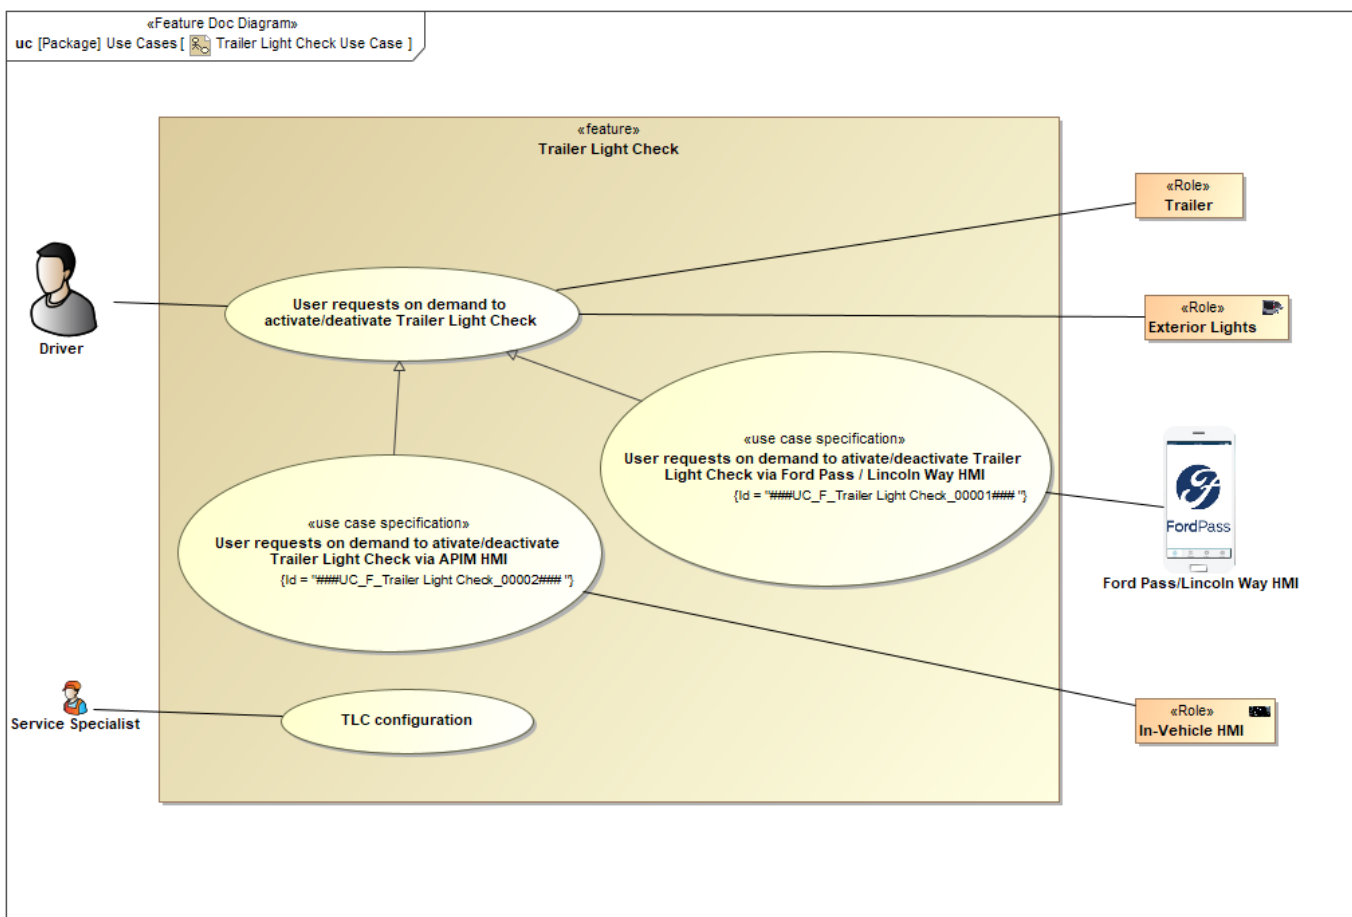 «Feature Doc Diagram»
uc [Package] Use Cases [ Trailer Light Check Use Case ]
«feature»
Trailer Light Check
«Role»
Trailer
User requests on demand to
activate/deativate Trailer Light Check
«Role»
Exterior Lights
Driver
«use case specification»
User requests on demand to ativate/deactivate Trailer
Light Check via Ford Pass / Lincoln Way HMI
{Id = "###UC_F_Trailer Light Check_00001### "}
FordPass
Ford Pass/Lincoln Way HMI
«use case specification»
User requests on demand to ativate/deactivate
Trailer Light Check via APIM HMI
{Id = "###UC_F_Trailer Light Check_00002### "}
Service Specialist
TLC configuration
«Role»
In-Vehicle HMI